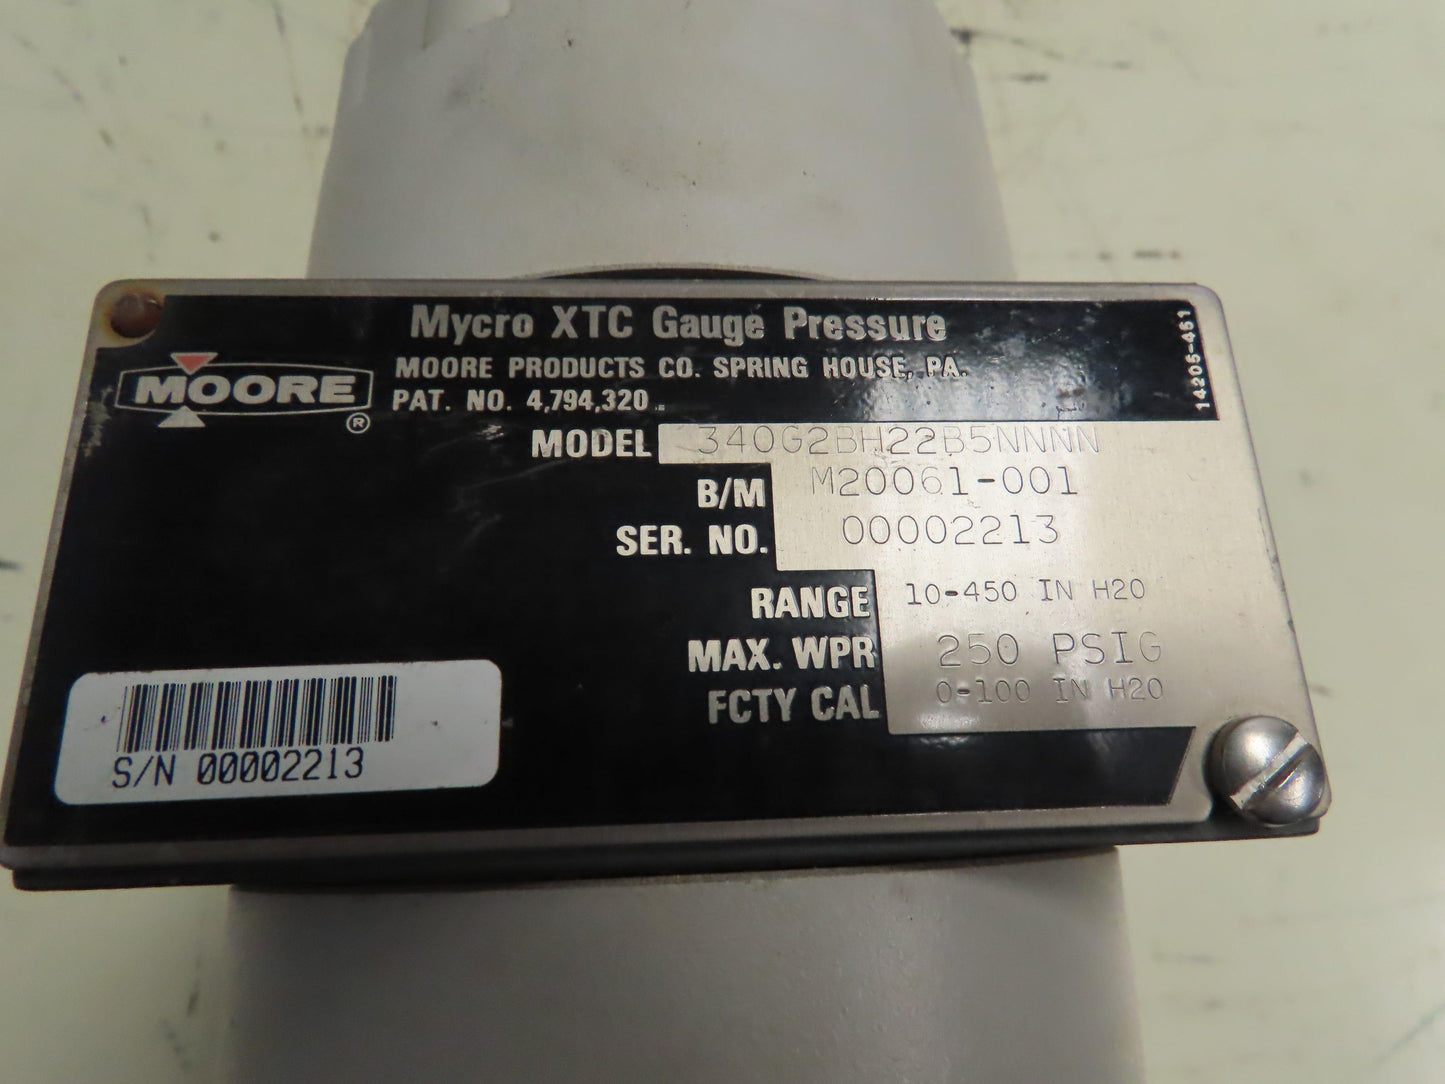 Mycro XTC Gauge Pressure
MOORE PRODUCTS CO. SPRING HOUSE, PA.
PAT. NO. 4,794,320
MOORE ®
14205-461
MODEL 340G2BH22B5NNNN
B/M M20061-001
SER. NO. 00002213
RANGE 10-450 IN H20
MAX. WPR 250 PSIG
FCTY CAL 0-100 IN H20
S/N 00002213